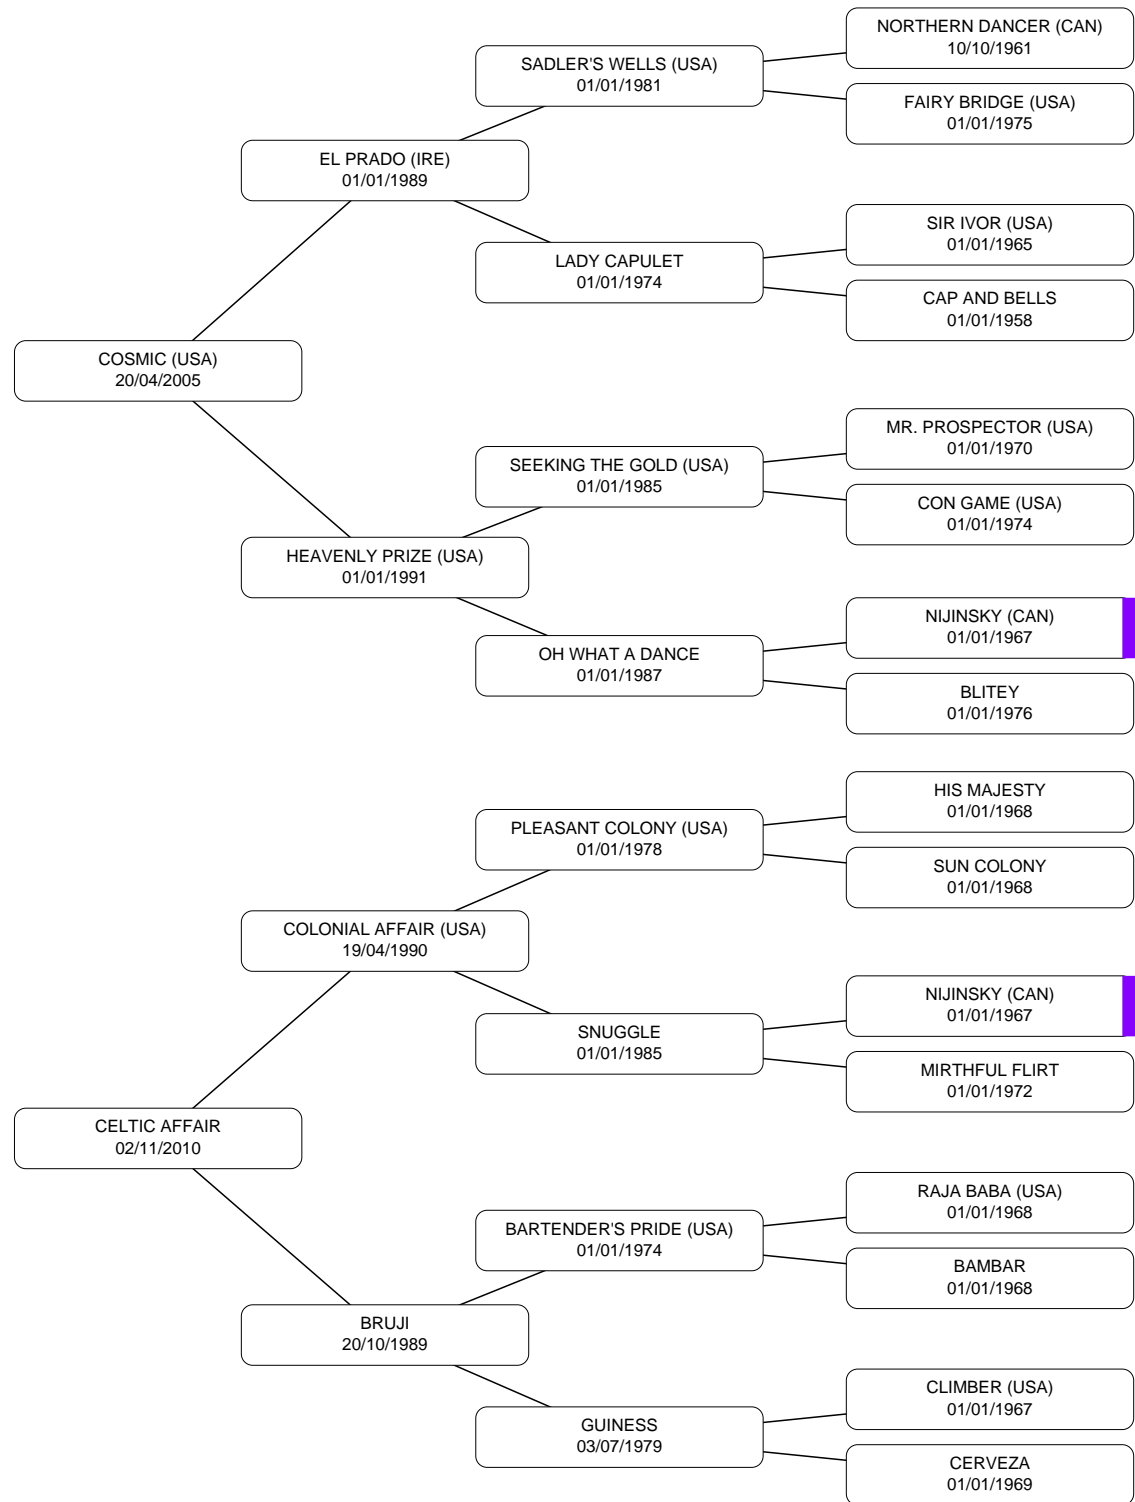 NORTHERN DANCER (CAN)
10/10/1961
SADLER'S WELLS (USA)
01/01/1981
FAIRY BRIDGE (USA)
01/01/1975
EL PRADO (IRE)
01/01/1989
SIR IVOR (USA)
01/01/1965
LADY CAPULET
01/01/1974
CAP AND BELLS
01/01/1958
COSMIC (USA)
20/04/2005
MR. PROSPECTOR (USA)
01/01/1970
SEEKING THE GOLD (USA)
01/01/1985
CON GAME (USA)
01/01/1974
HEAVENLY PRIZE (USA)
01/01/1991
NIJINSKY (CAN)
01/01/1967
OH WHAT A DANCE
01/01/1987
BLITEY
01/01/1976
HIS MAJESTY
01/01/1968
PLEASANT COLONY (USA)
01/01/1978
SUN COLONY
01/01/1968
COLONIAL AFFAIR (USA)
19/04/1990
NIJINSKY (CAN)
01/01/1967
SNUGGLE
01/01/1985
MIRTHFUL FLIRT
01/01/1972
CELTIC AFFAIR
02/11/2010
RAJA BABA (USA)
01/01/1968
BARTENDER'S PRIDE (USA)
01/01/1974
BAMBAR
01/01/1968
BRUJI
20/10/1989
CLIMBER (USA)
01/01/1967
GUINESS
03/07/1979
CERVEZA
01/01/1969